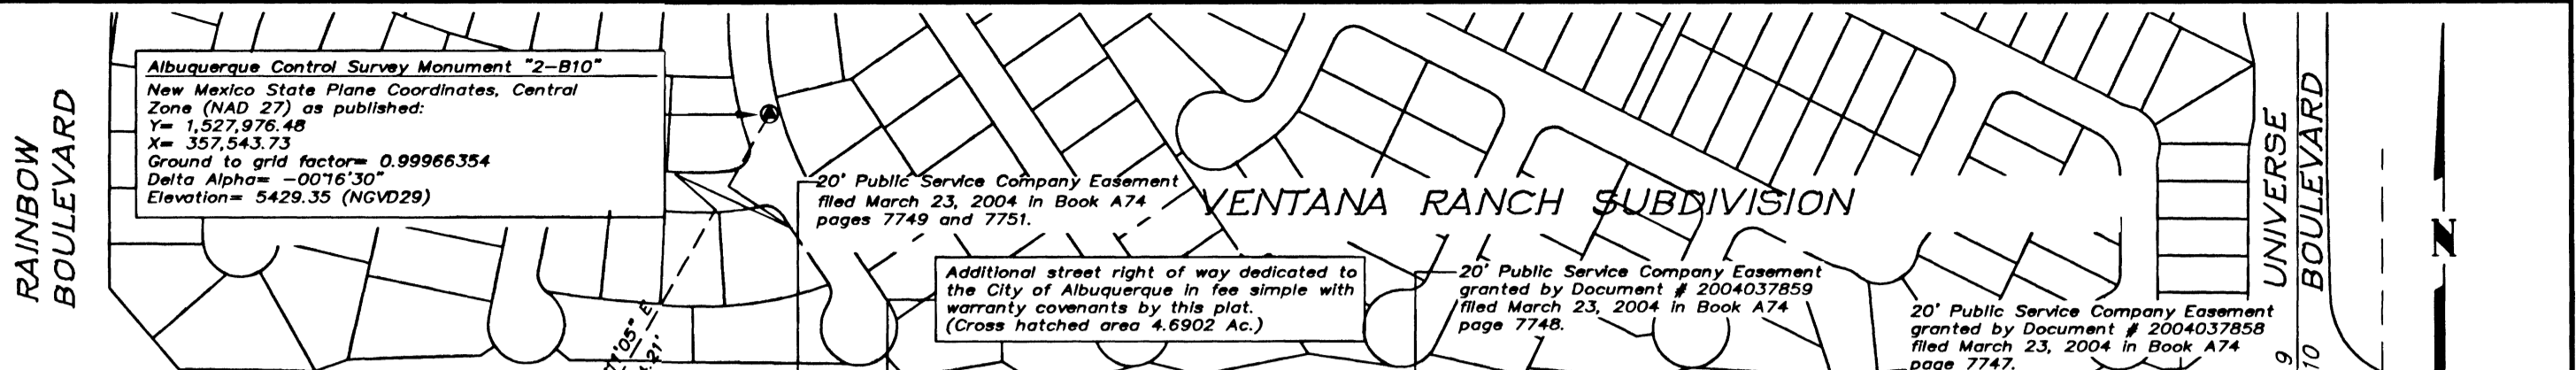 RAINBOW
BOULEVARD
Albuquerque Control Survey Monument "2-B10"
New Mexico State Plane Coordinates, Central
Zone (NAD 27) as published:
Y= 1,527,976.48
X= 357,543.73
Ground to grid factor= 0.99966354
Delta Alpha= -00°16'30"
Elevation= 5429.35 (NGVD29)
20' Public Service Company Easement
filed March 23, 2004 in Book A74
pages 7749 and 7751.
VENTANA RANCH SUBDIVISION
Additional street right of way dedicated to
the City of Albuquerque in fee simple with
warranty covenants by this plat.
(Cross hatched area 4.6902 Ac.)
20' Public Service Company Easement
granted by Document # 2004037859
filed March 23, 2004 in Book A74
page 7748.
20' Public Service Company Easement
granted by Document # 2004037858
filed March 23, 2004 in Book A74
page 7747.
UNIVERSE
BOULEVARD
9
10
N